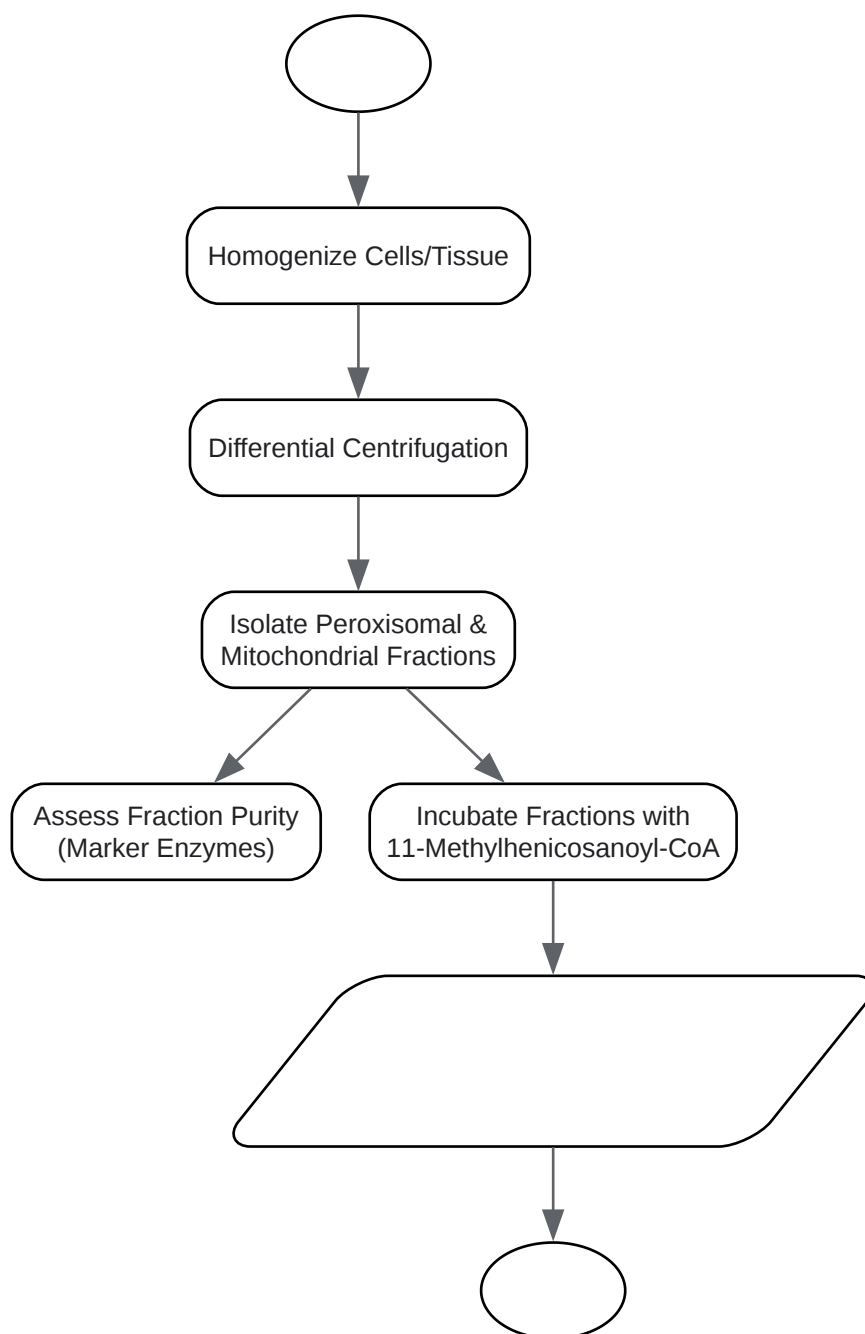 Homogenize Cells/Tissue
Differential Centrifugation
Isolate Peroxisomal &
Mitochondrial Fractions
Assess Fraction Purity
(Marker Enzymes)
Incubate Fractions with
11-Methylhenicosanoyl-CoA